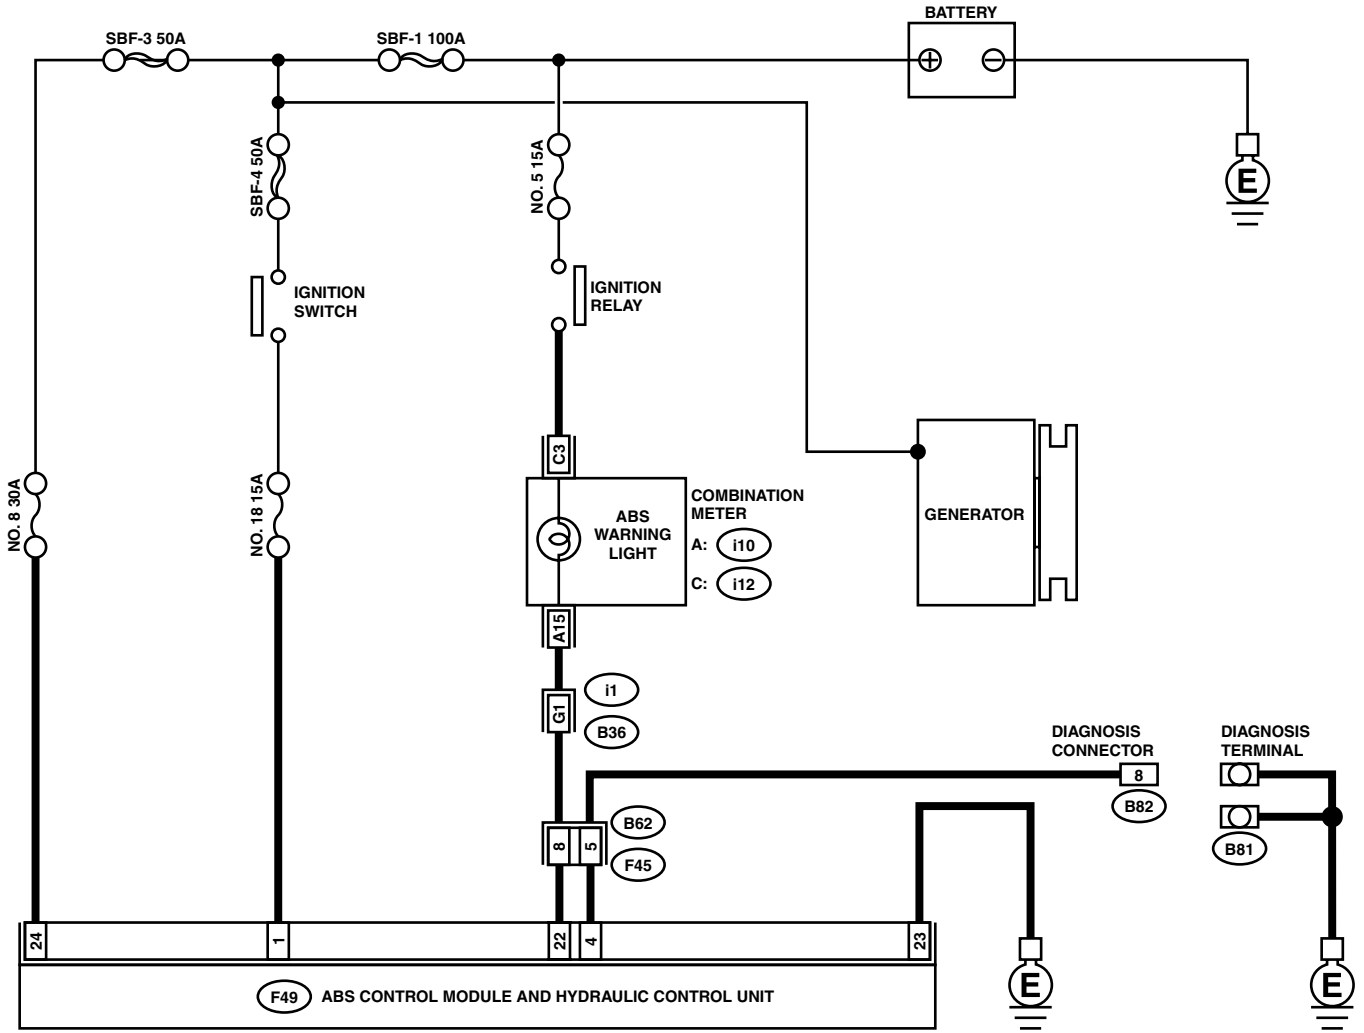 BATTERY
SBF-3 50A
SBF-1 100A
+
−
SBF-4 50A
NO. 5 15A
E
IGNITION
SWITCH
IGNITION
RELAY
C3
NO. 8 30A
NO. 18 15A
ABS
WARNING
LIGHT
COMBINATION
METER
A: i10
C: i12
GENERATOR
A15
i1
G1
B36
DIAGNOSIS
CONNECTOR
8
B82
DIAGNOSIS
TERMINAL
B81
B62
8
5
F45
24
1
22
4
23
F49 ABS CONTROL MODULE AND HYDRAULIC CONTROL UNIT
E
E